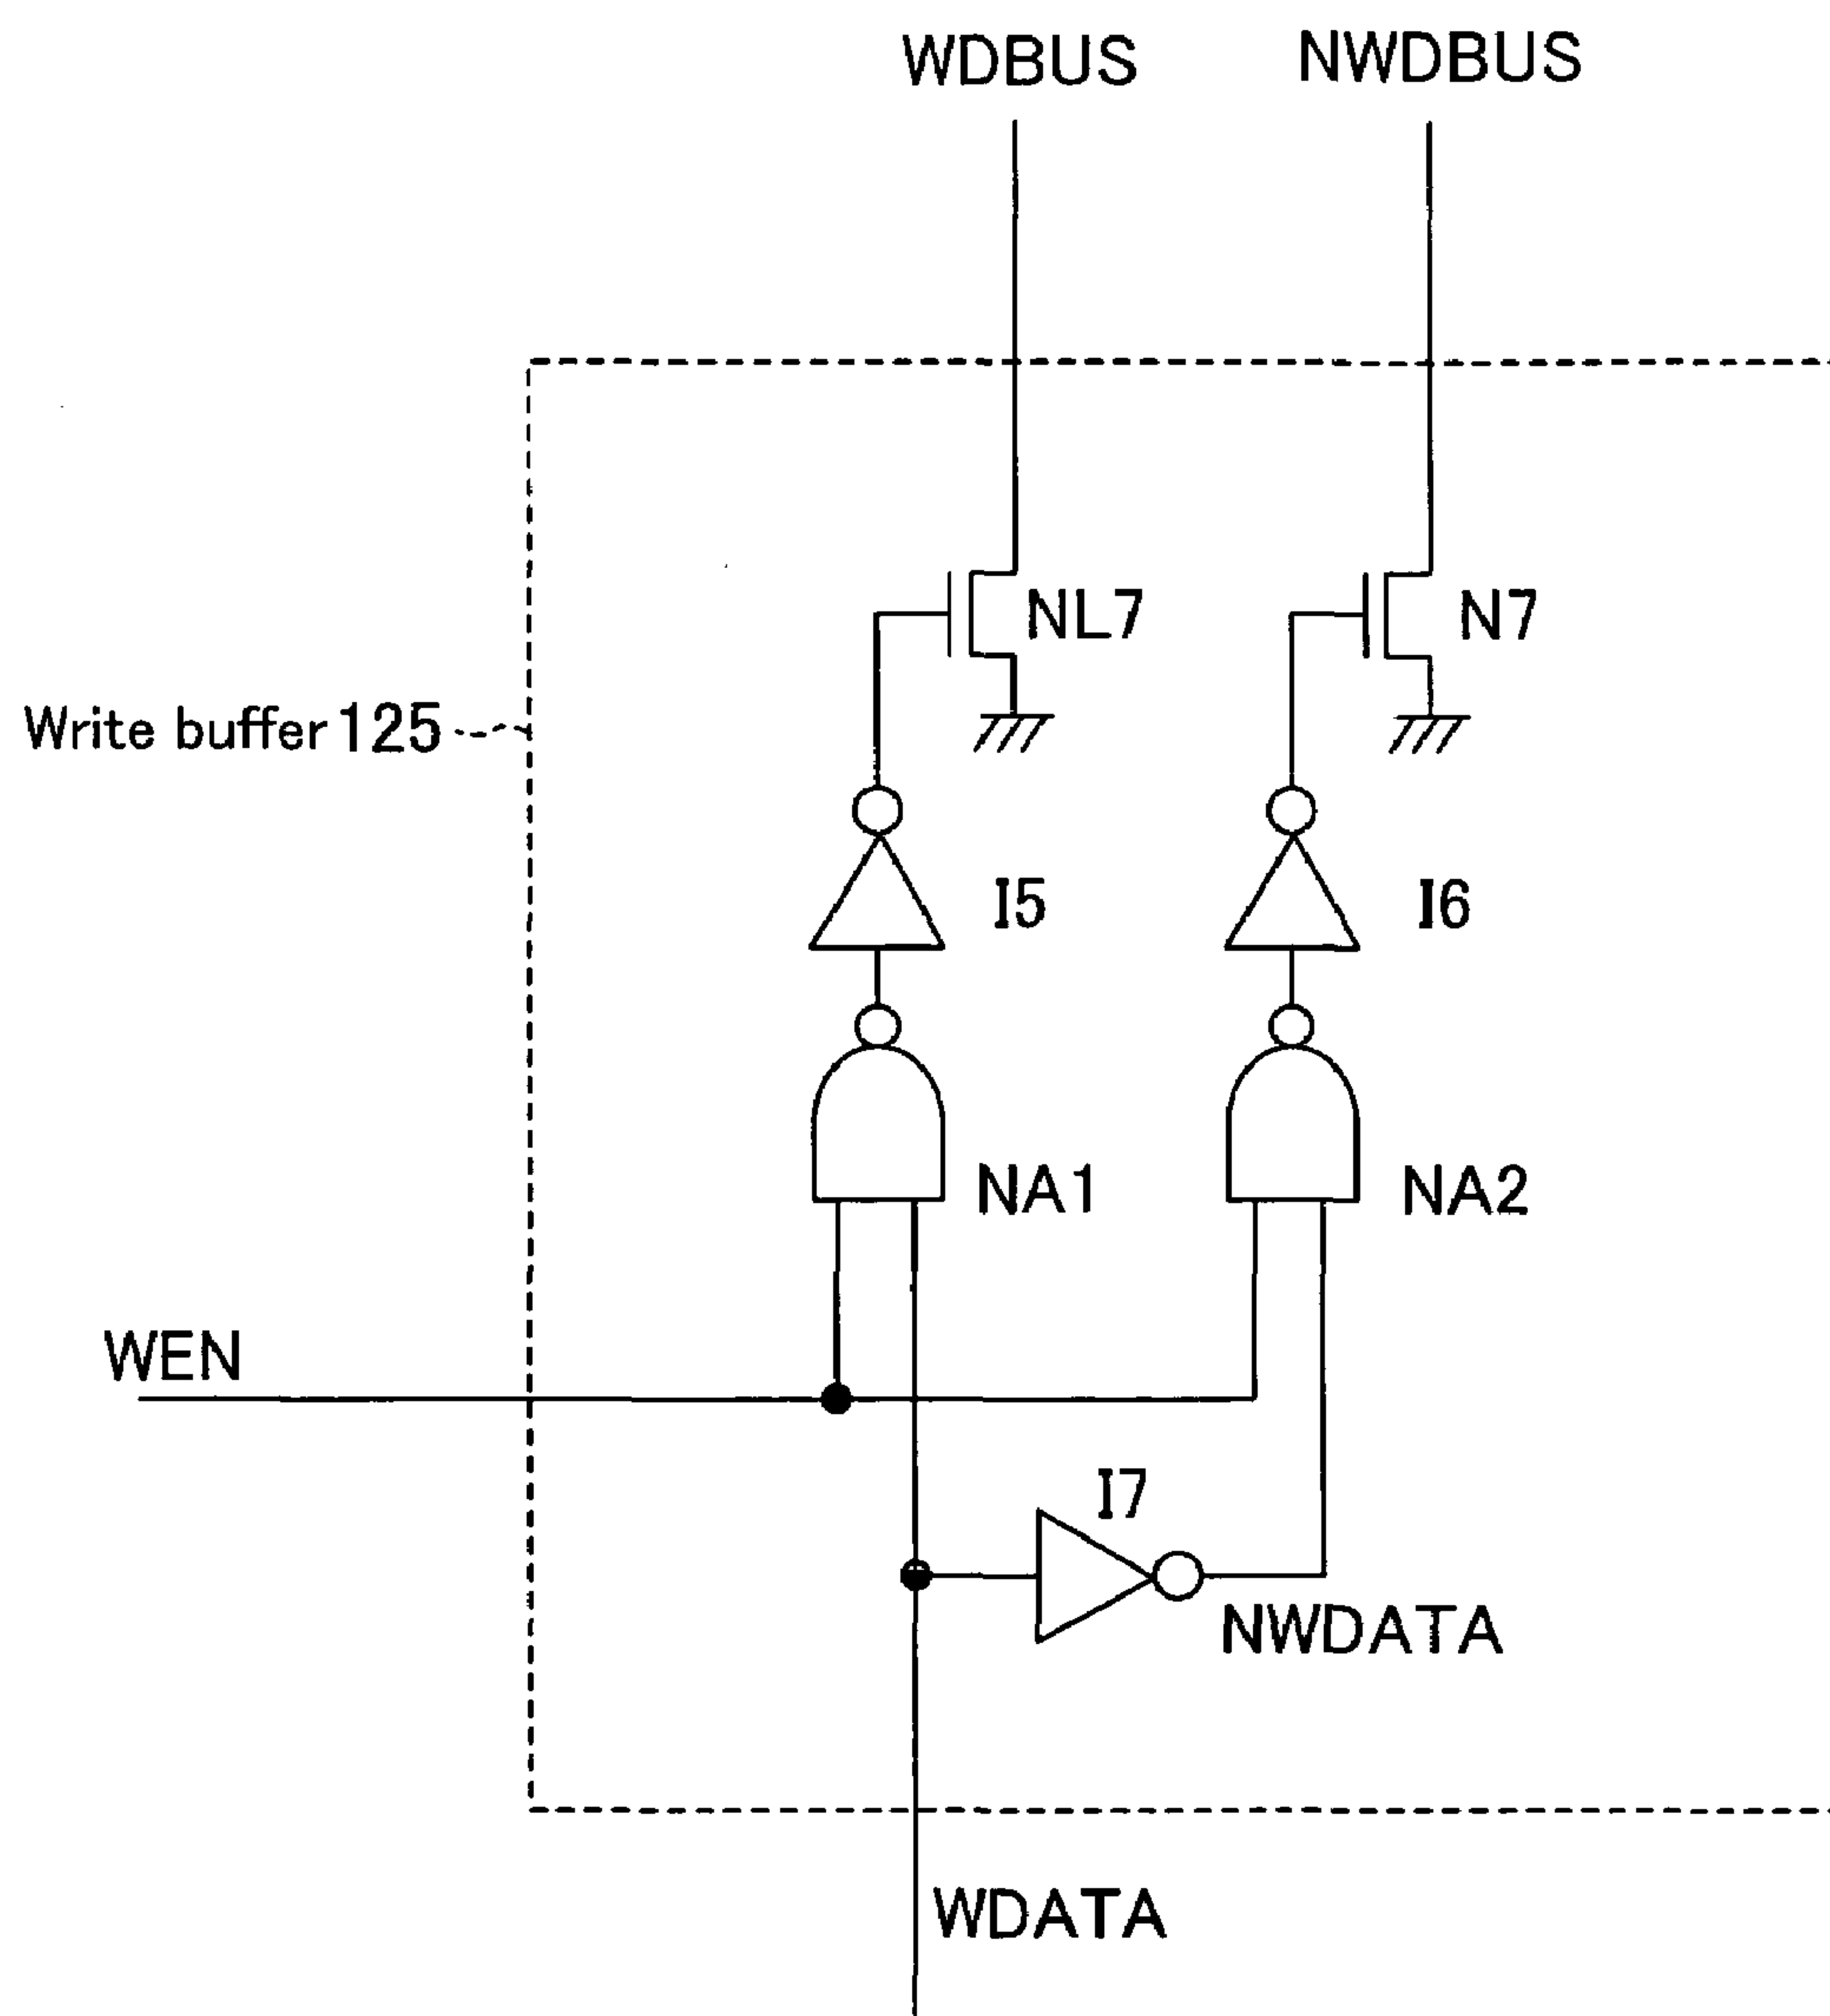 WDBUS NWDBUS
NL7 N7
Write buffer 125
I5 I6
NA1 NA2
WEN
I7
NWDATA
WDATA